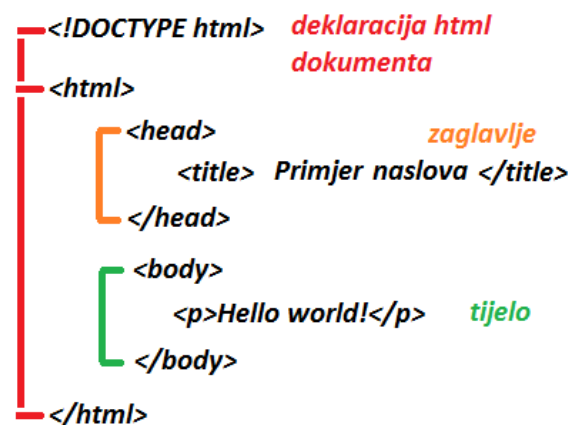 <!DOCTYPE html> deklaracija html
dokumenta
<html>
<head> zaglavlje
<title> Primjer naslova </title>
</head>
<body>
<p>Hello world!</p> tijelo
</body>
</html>